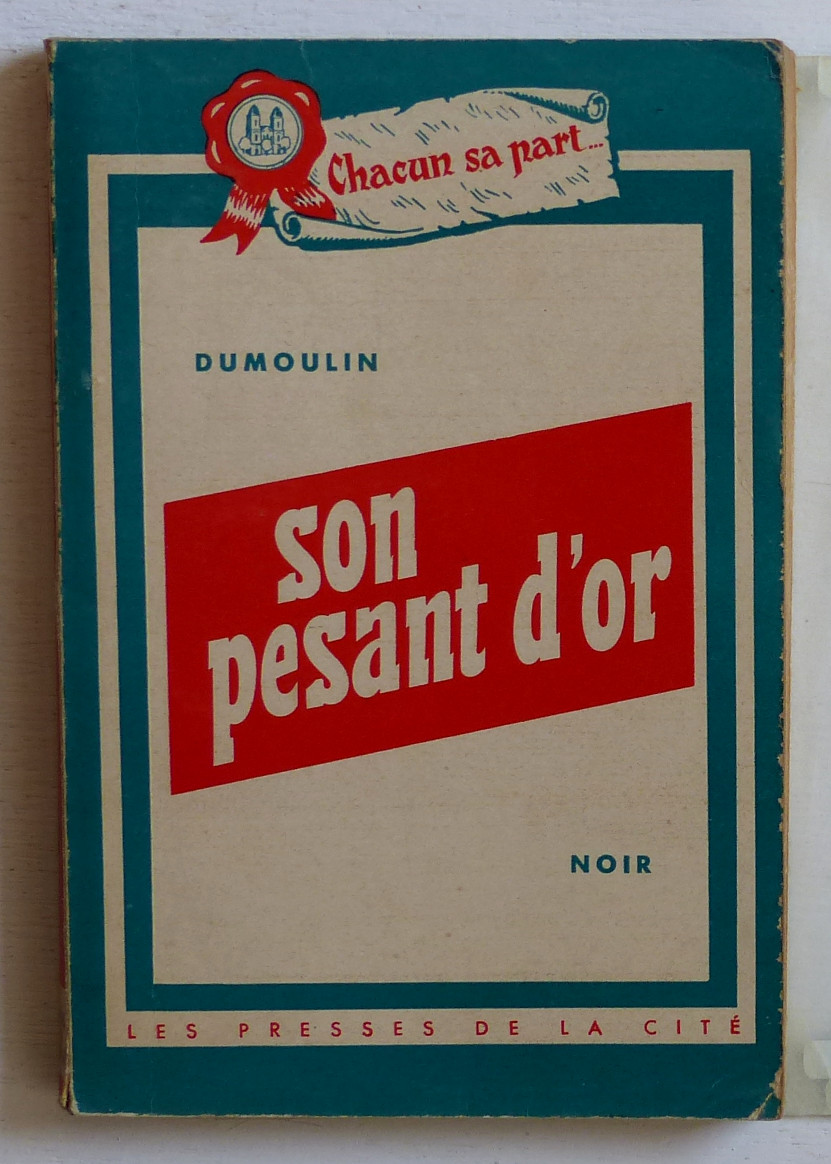 Chacun sa part...
DUMOULIN
son
pesant d'or
NOIR
LES PRESSES DE LA CITÉ